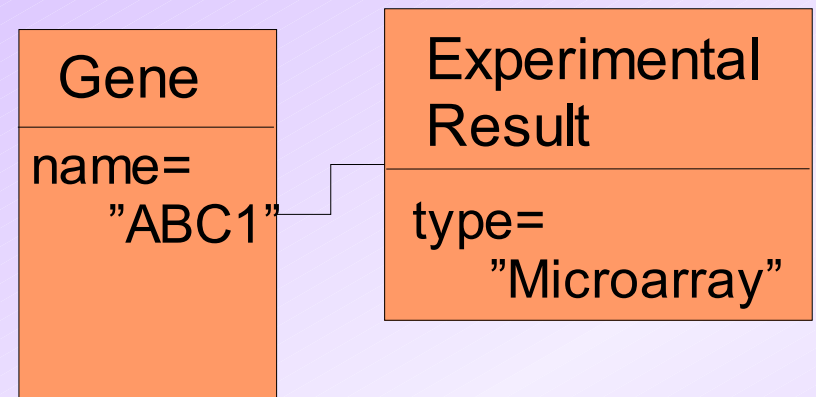 Gene
name=
”ABC1”
Experimental
Result
type=
”Microarray”